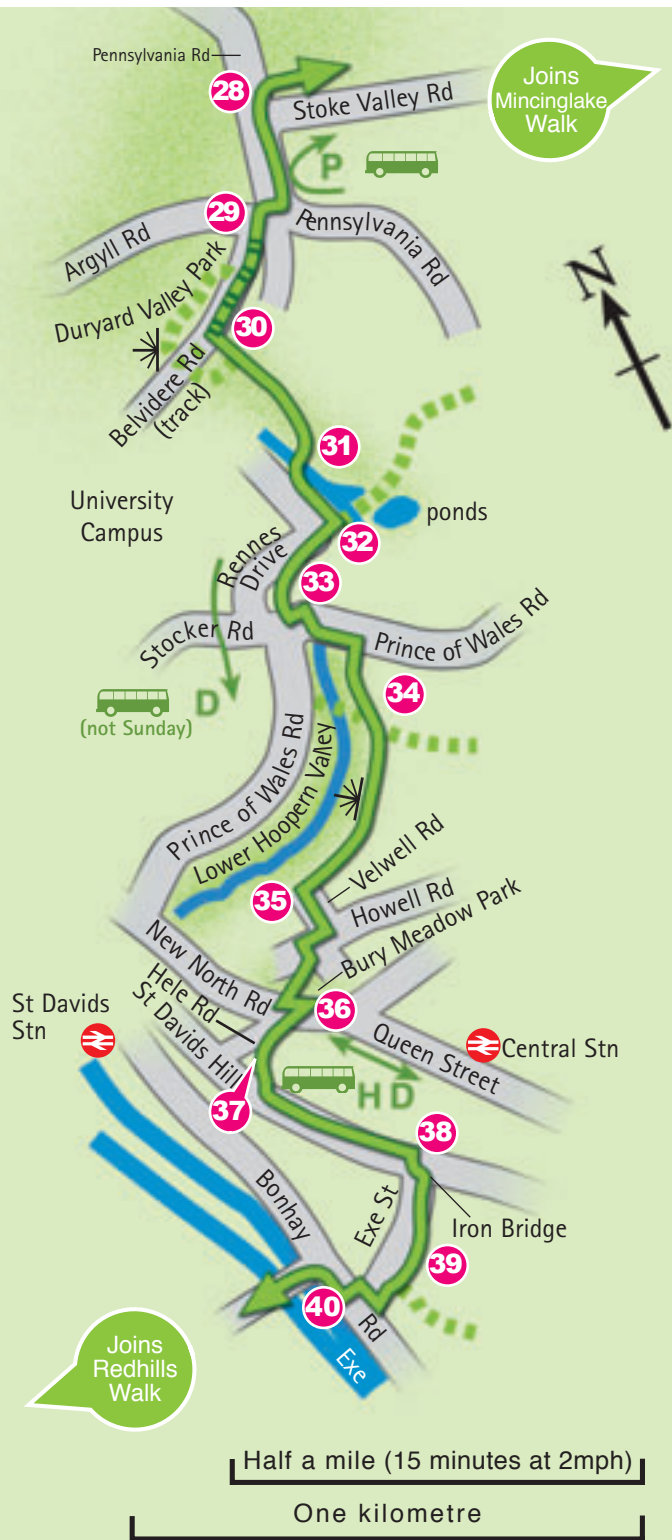 Pennsylvania Rd
28
Stoke Valley Rd
Joins
Mincinglake
Walk
P
29
Argyll Rd
Pennsylvania Rd
N
Duryard Valley Park
30
Belvidere Rd
(track)
31
University
Campus
ponds
32
Rennes
Drive
33
Stocker Rd
Prince of Wales Rd
34
D
(not Sunday)
Prince of Wales Rd
Lower Hoopern Valley
Velwell Rd
35
Howell Rd
Bury Meadow Park
New North Rd
36
Hele Rd
St Davids
Stn
St Davids Hill
Queen Street
Central Stn
H D
37
38
Bonhay
Exe St
Iron Bridge
39
40
Rd
Exe
Joins
Redhills
Walk
Half a mile (15 minutes at 2mph)
One kilometre